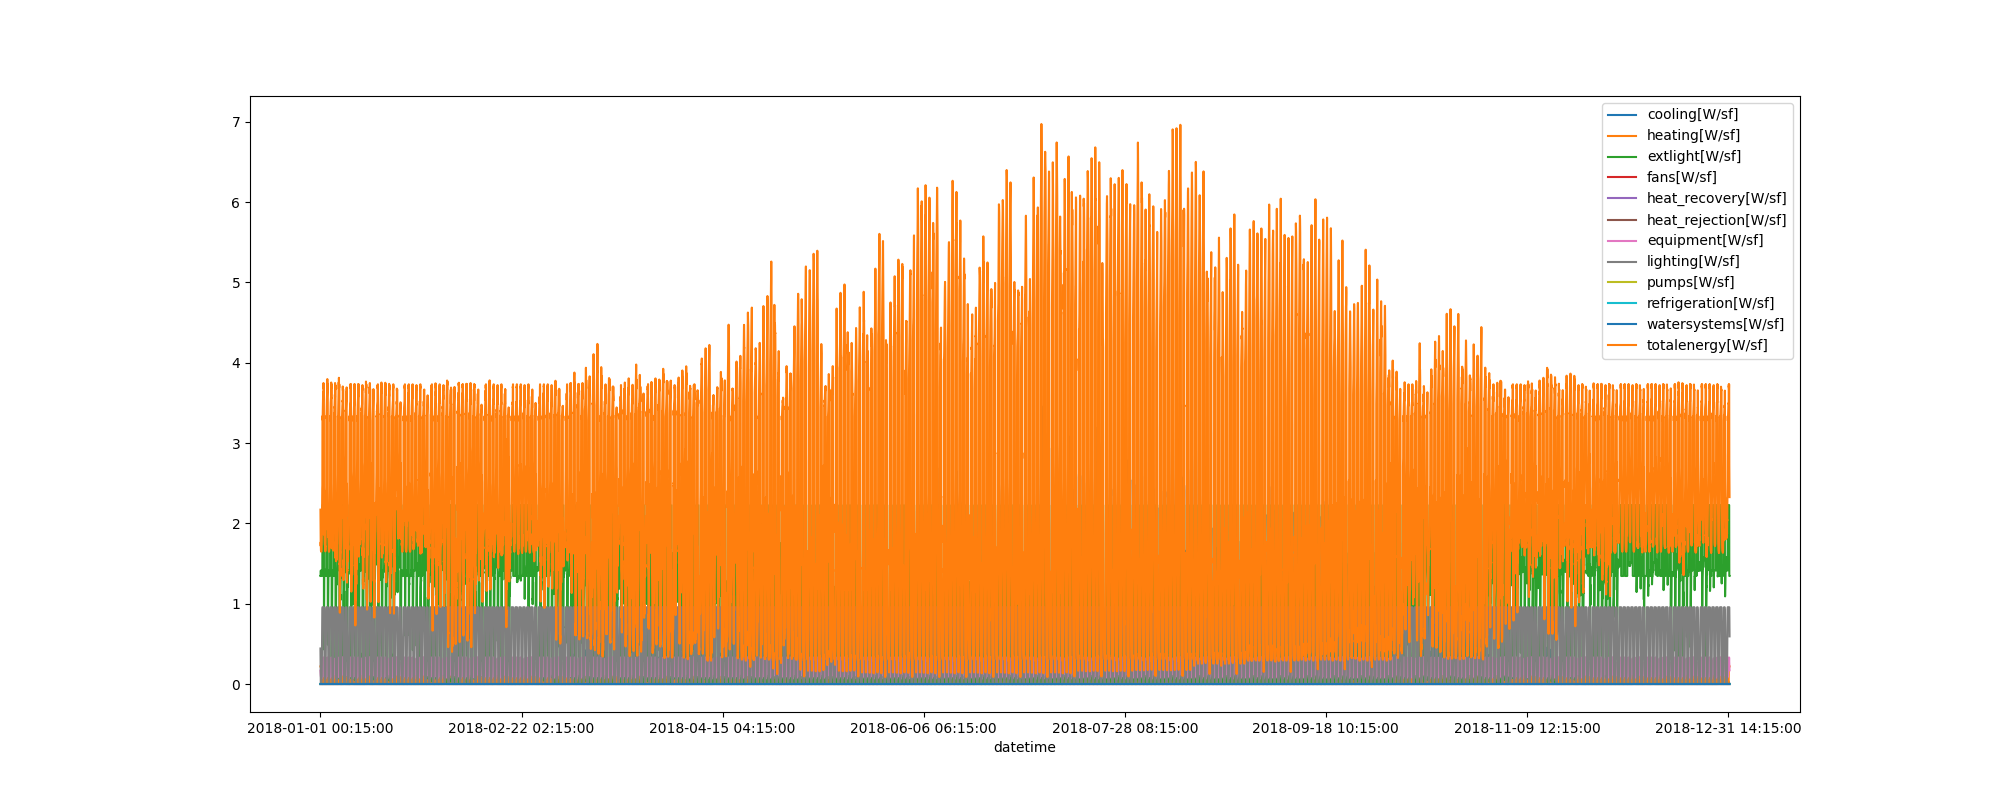 7
6
5
4
3
2
1
0
cooling[W/sf]
heating[W/sf]
extlight[W/sf]
fans[W/sf]
heat_recovery[W/sf]
heat_rejection[W/sf]
equipment[W/sf]
lighting[W/sf]
pumps[W/sf]
refrigeration[W/sf]
watersystems[W/sf]
totalenergy[W/sf]
2018-01-01 00:15:00 2018-02-22 02:15:00 2018-04-15 04:15:00 2018-06-06 06:15:00 2018-07-28 08:15:00 2018-09-18 10:15:00 2018-11-09 12:15:00 2018-12-31 14:15:00
datetime